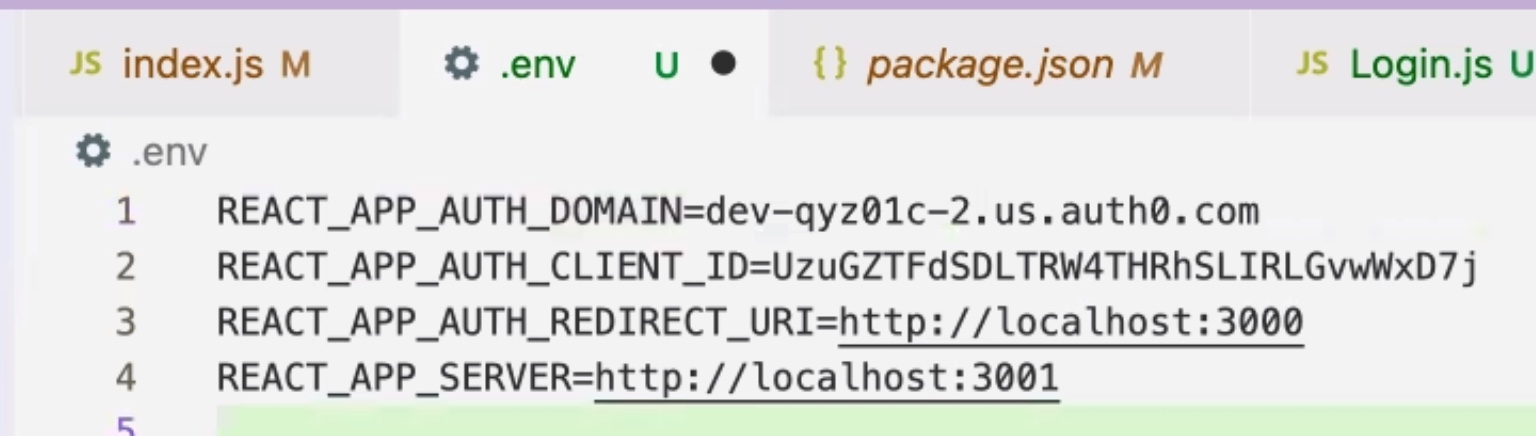 JS index.js M .env U {} package.json M JS Login.js U
.env
1 REACT_APP_AUTH_DOMAIN=dev-qyz01c-2.us.auth0.com
2 REACT_APP_AUTH_CLIENT_ID=UzuGZTFdSDLTRW4THRhSLIRLGvwWxD7j
3 REACT_APP_AUTH_REDIRECT_URI=http://localhost:3000
4 REACT_APP_SERVER=http://localhost:3001
5